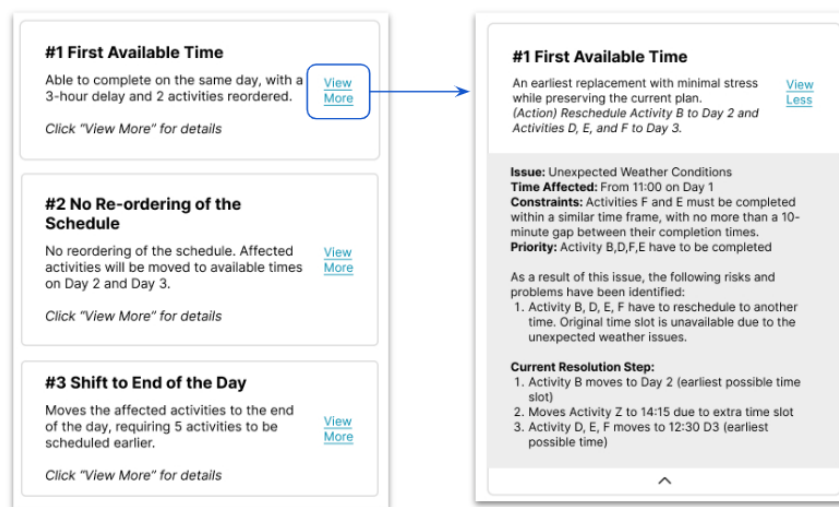 #1 First Available Time
Able to complete on the same day, with a
3-hour delay and 2 activities reordered.
View
More
Click "View More" for details
#2 No Re-ordering of the
Schedule
No reordering of the schedule. Affected
activities will be moved to available times
on Day 2 and Day 3.
View
More
Click "View More" for details
#3 Shift to End of the Day
Moves the affected activities to the end
of the day, requiring 5 activities to be
scheduled earlier.
View
More
Click "View More" for details
#1 First Available Time
An earliest replacement with minimal stress
while preserving the current plan.
(Action) Reschedule Activity B to Day 2 and
Activities D, E, and F to Day 3.
View
Less
Issue: Unexpected Weather Conditions
Time Affected: From 11:00 on Day 1
Constraints: Activities F and E must be completed
within a similar time frame, with no more than a 10-
minute gap between their completion times.
Priority: Activity B,D,F,E have to be completed
As a result of this issue, the following risks and
problems have been identified:
1. Activity B, D, E, F have to reschedule to another
time. Original time slot is unavailable due to the
unexpected weather issues.
Current Resolution Step:
1. Activity B moves to Day 2 (earliest possible time
slot)
2. Moves Activity Z to 14:15 due to extra time slot
3. Activity D, E, F moves to 12:30 D3 (earliest
possible time)